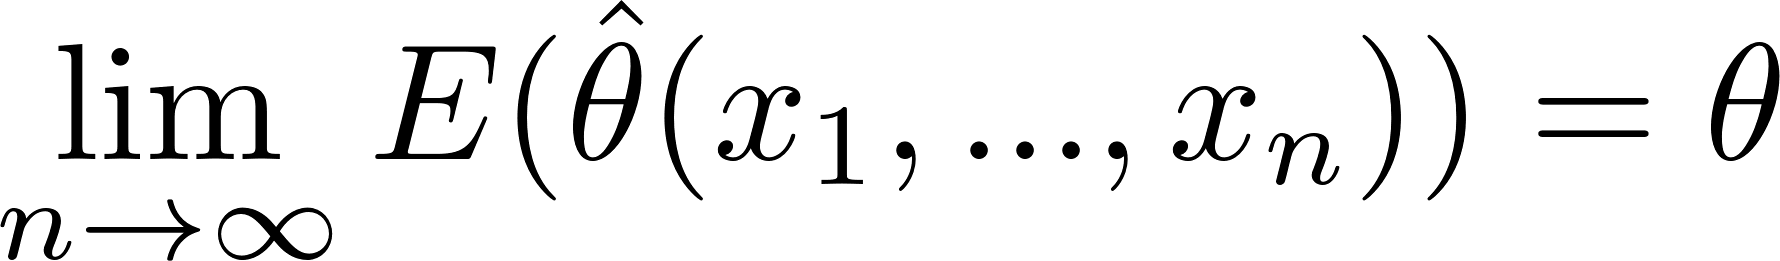 lim n→∞ E(θ̂(x₁,...,xₙ)) = θ